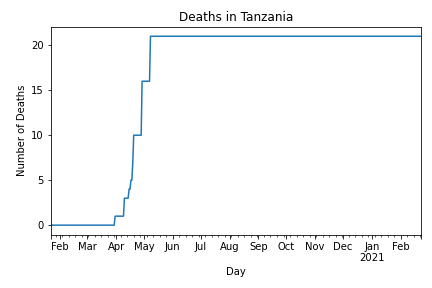 Deaths in Tanzania
Number of Deaths
20
15
10
5
0
Feb Mar Apr May Jun Jul Aug Sep Oct Nov Dec Jan Feb
2021
Day